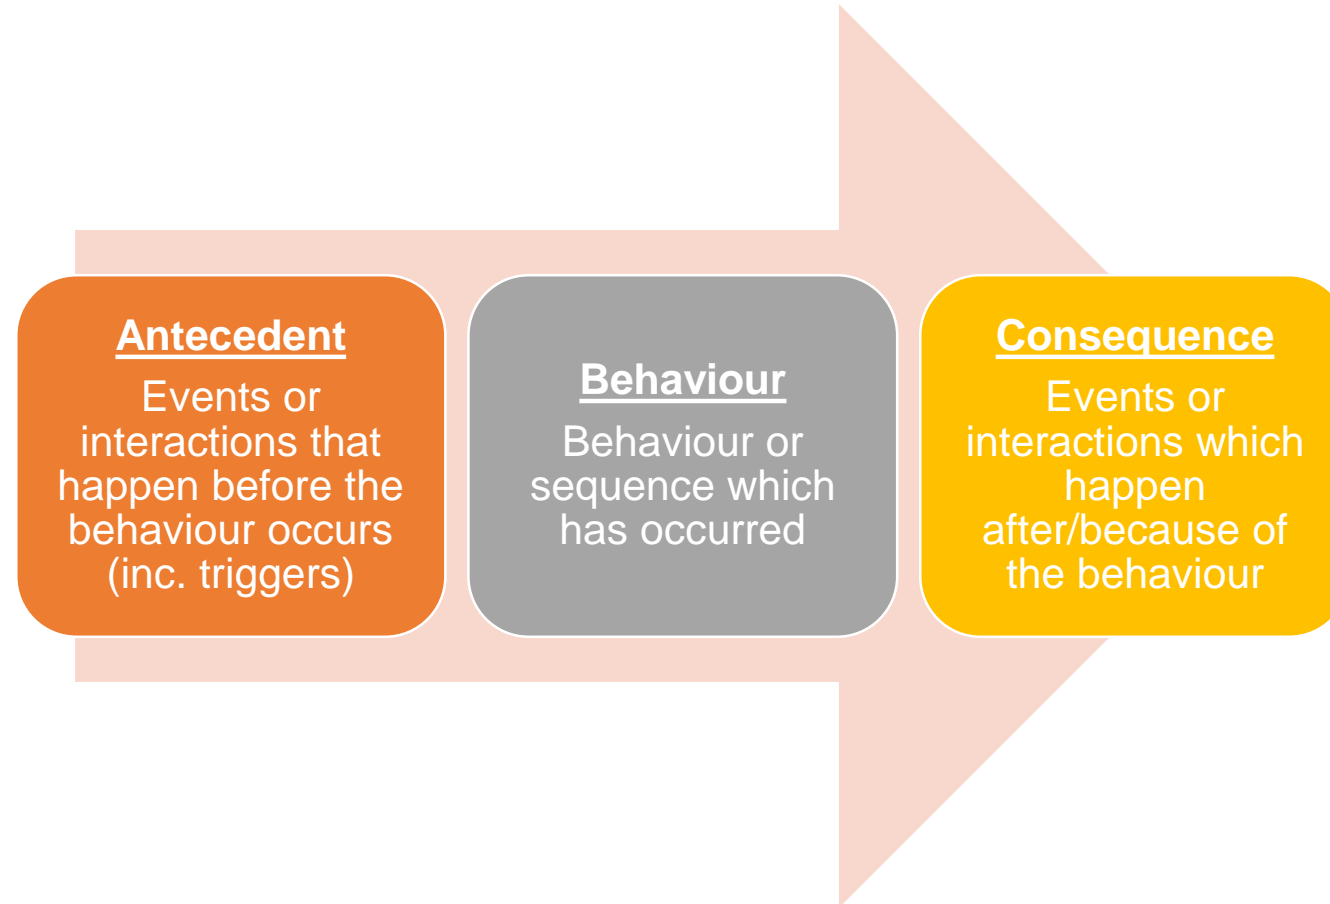 Antecedent
Events or
interactions that
happen before the
behaviour occurs
(inc. triggers)
Behaviour
Behaviour or
sequence which
has occurred
Consequence
Events or
interactions which
happen
after/because of
the behaviour